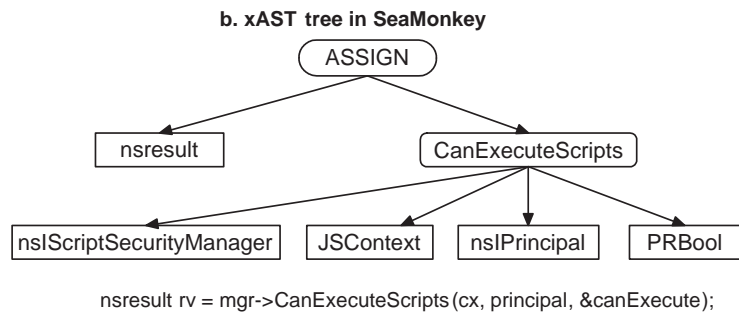 b. xAST tree in SeaMonkey
ASSIGN
nsresult
CanExecuteScripts
nsIScriptSecurityManager
JSContext
nsIPrincipal
PRBool
nsresult rv = mgr->CanExecuteScripts(cx, principal, &canExecute);